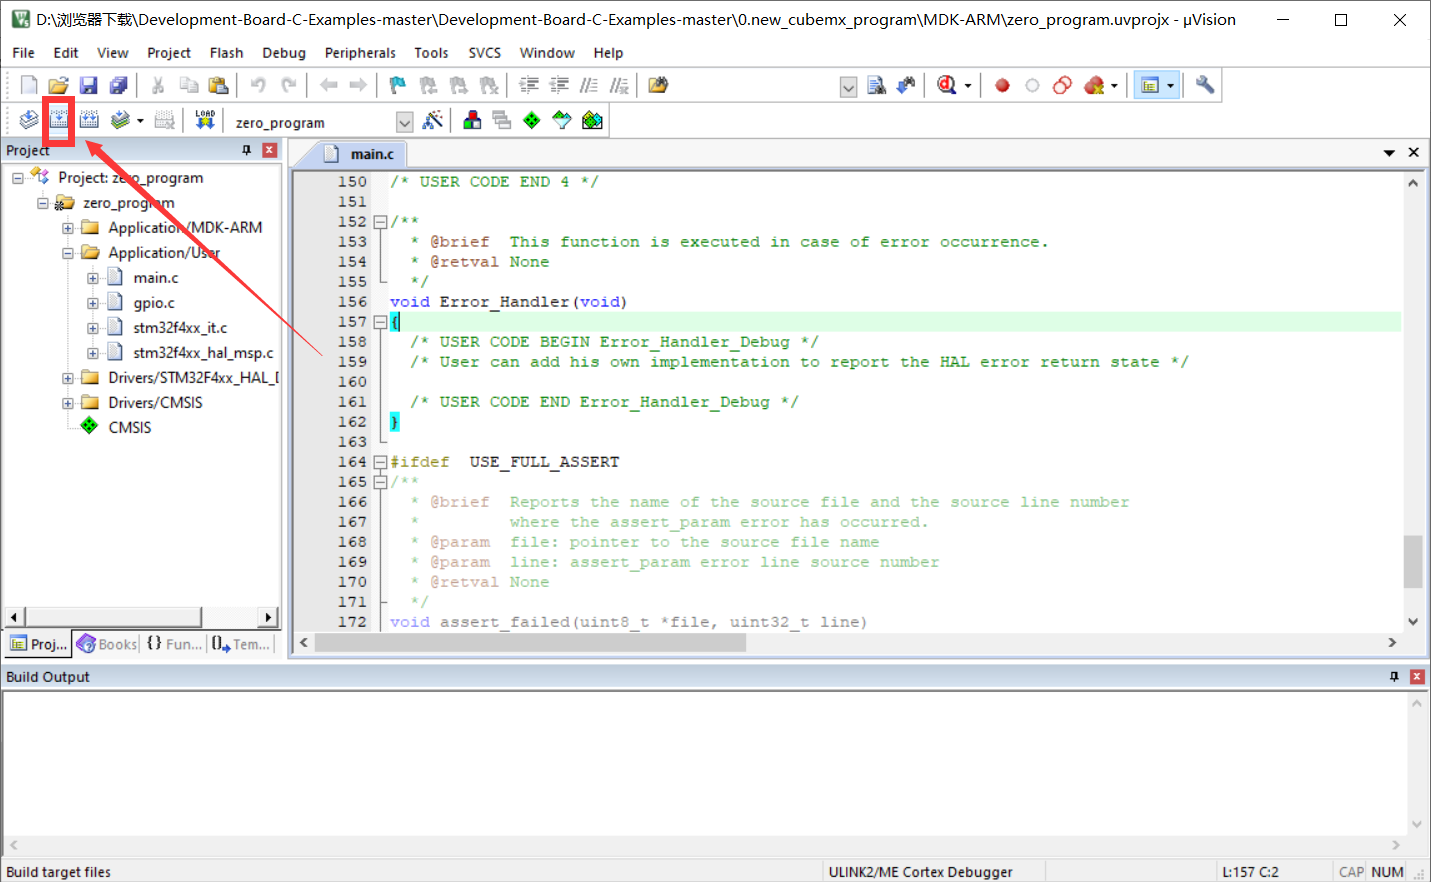 D:\浏览器下载\Development-Board-C-Examples-master\Development-Board-C-Examples-master\0.new_cubemx_program\MDK-ARM\zero_program.uvprojx - µVision
File Edit View Project Flash Debug Peripherals Tools SVCS Window Help
LOAD
zero_program
Project
main.c
Project: zero_program
zero_program
Application/MDK-ARM
Application/User
main.c
gpio.c
stm32f4xx_it.c
stm32f4xx_hal_msp.c
Drivers/STM32F4xx_HAL_D
Drivers/CMSIS
CMSIS
150 /* USER CODE END 4 */
151
152 /**
153 * @brief  This function is executed in case of error occurrence.
154 * @retval None
155 */
156 void Error_Handler(void)
157 {
158 /* USER CODE BEGIN Error_Handler_Debug */
159 /* User can add his own implementation to report the HAL error return state */
160
161 /* USER CODE END Error_Handler_Debug */
162 }
163
164 #ifdef  USE_FULL_ASSERT
165 /**
166 * @brief  Reports the name of the source file and the source line number
167 *         where the assert_param error has occurred.
168 * @param  file: pointer to the source file name
169 * @param  line: assert_param error line source number
170 * @retval None
171 */
172 void assert_failed(uint8_t *file, uint32_t line)
Proj... Books {} Fun... Tem...
Build Output
Build target files
ULINK2/ME Cortex Debugger
L:157 C:2
CAP NUM